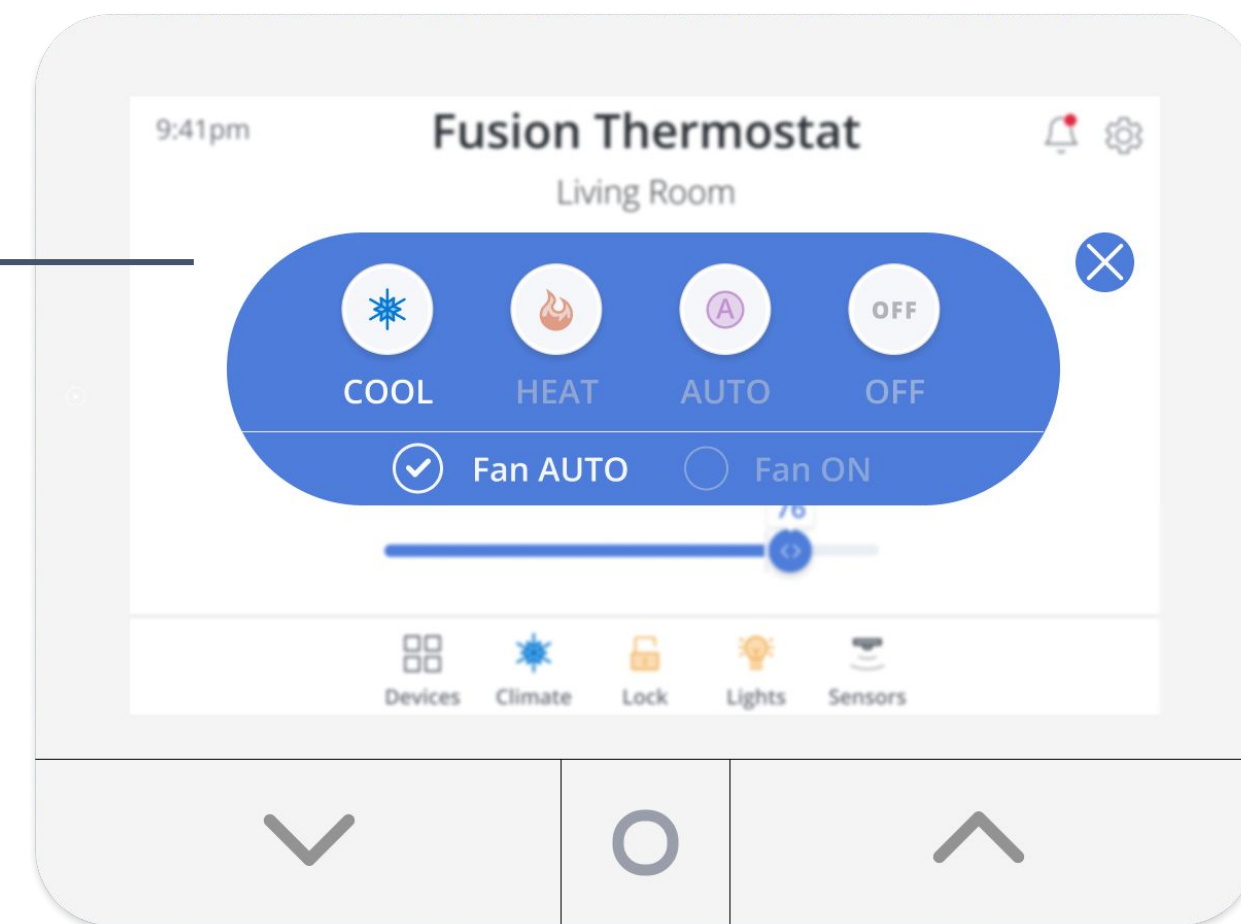 9:41pm
Fusion Thermostat
Living Room
A
OFF
COOL
HEAT
AUTO
OFF
Fan AUTO
Fan ON
76
Devices
Climate
Lock
Lights
Sensors